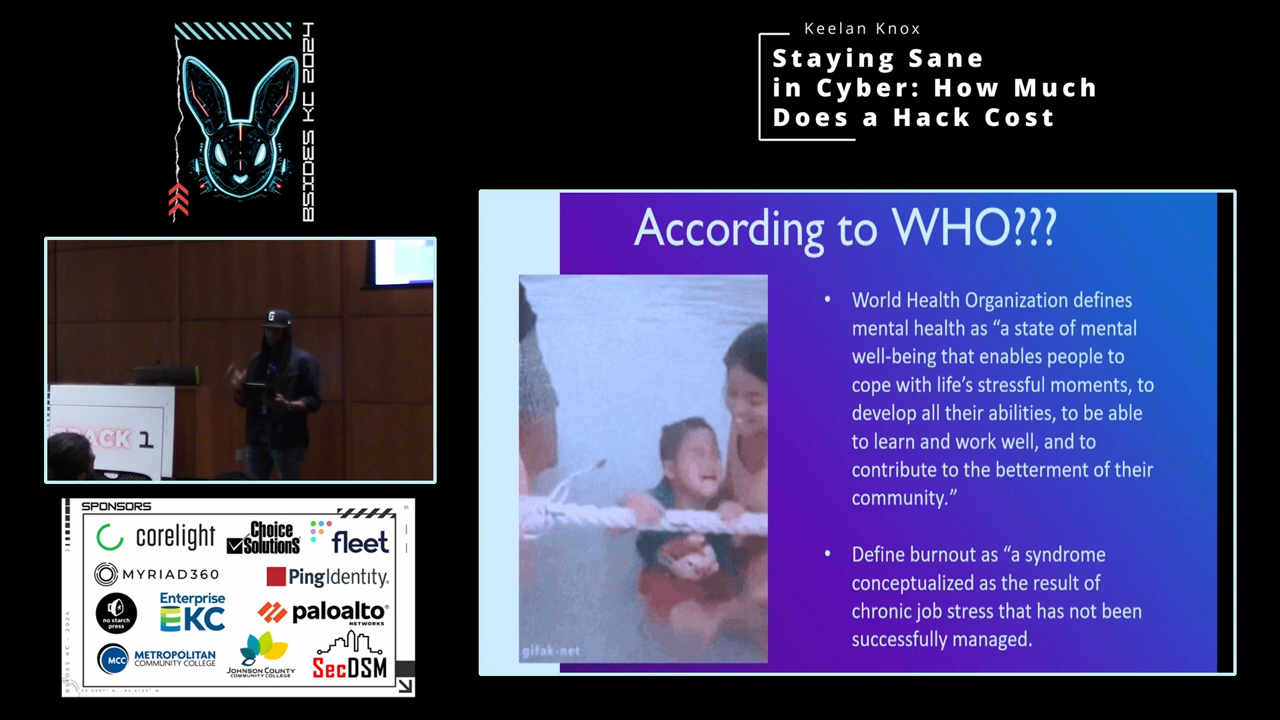 BSIDES KC 2024
Keelan Knox
Staying Sane
in Cyber: How Much
Does a Hack Cost
According to WHO???
• World Health Organization defines
mental health as “a state of mental
well-being that enables people to
cope with life’s stressful moments, to
develop all their abilities, to be able
to learn and work well, and to
contribute to the betterment of their
community.”
• Define burnout as “a syndrome
conceptualized as the result of
chronic job stress that has not been
successfully managed.
gifak-net
G
TRACK 1
SPONSORS
corelight
Choice
Solutions
fleet
MYRIAD360
PingIdentity.
no starch
press
Enterprise
EKC
paloalto
NETWORKS
MCC
METROPOLITAN
COMMUNITY COLLEGE
JOHNSON COUNTY
COMMUNITY COLLEGE
SecDSM